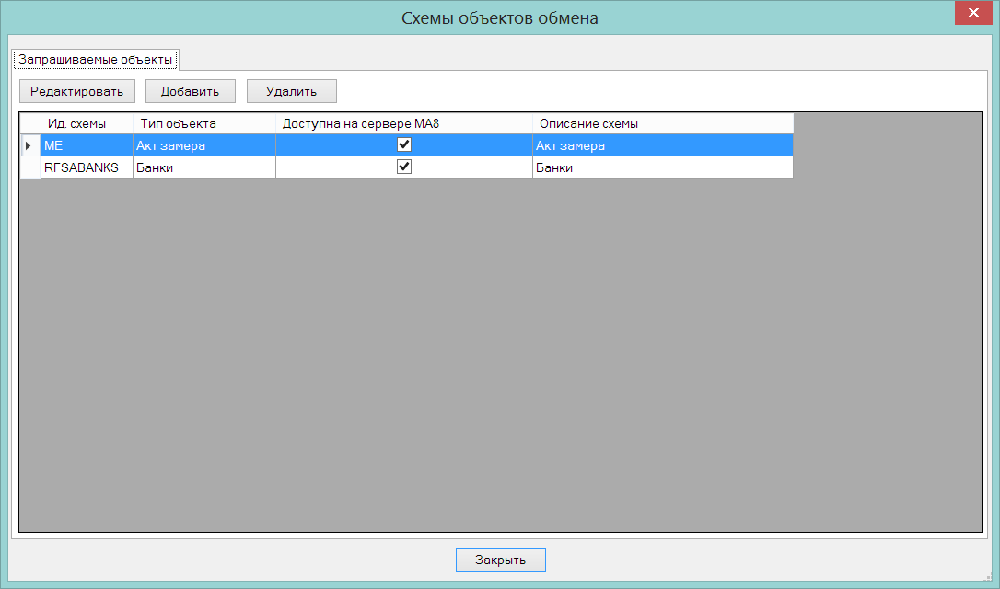 Схемы объектов обмена
Запрашиваемые объекты
Редактировать Добавить Удалить
Ид. схемы Тип объекта Доступна на сервере МА8 Описание схемы
ME Акт замера Акт замера
RFSABANKS Банки Банки
Закрыть